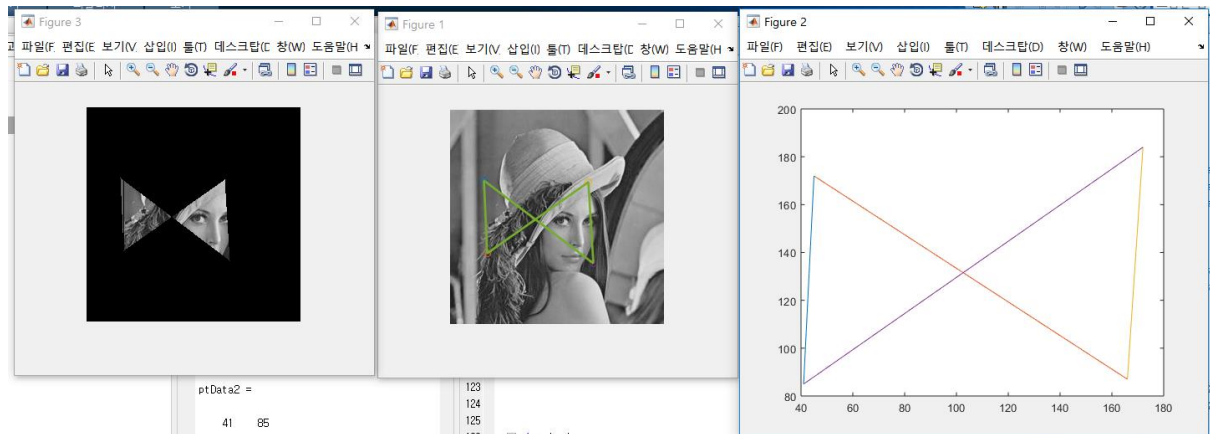 Figure 3
파일(F 편집(E 보기(V 삽입(I) 툴(T) 데스크탑(D 창(W) 도움말(H
Figure 1
파일(F 편집(E 보기(V 삽입(I) 툴(T) 데스크탑(D 창(W) 도움말(H
Figure 2
파일(F) 편집(E) 보기(V) 삽입(I) 툴(T) 데스크탑(D) 창(W) 도움말(H)
200
180
160
140
120
100
80
40 60 80 100 120 140 160 180
ptData2 =
41 85
123
124
125